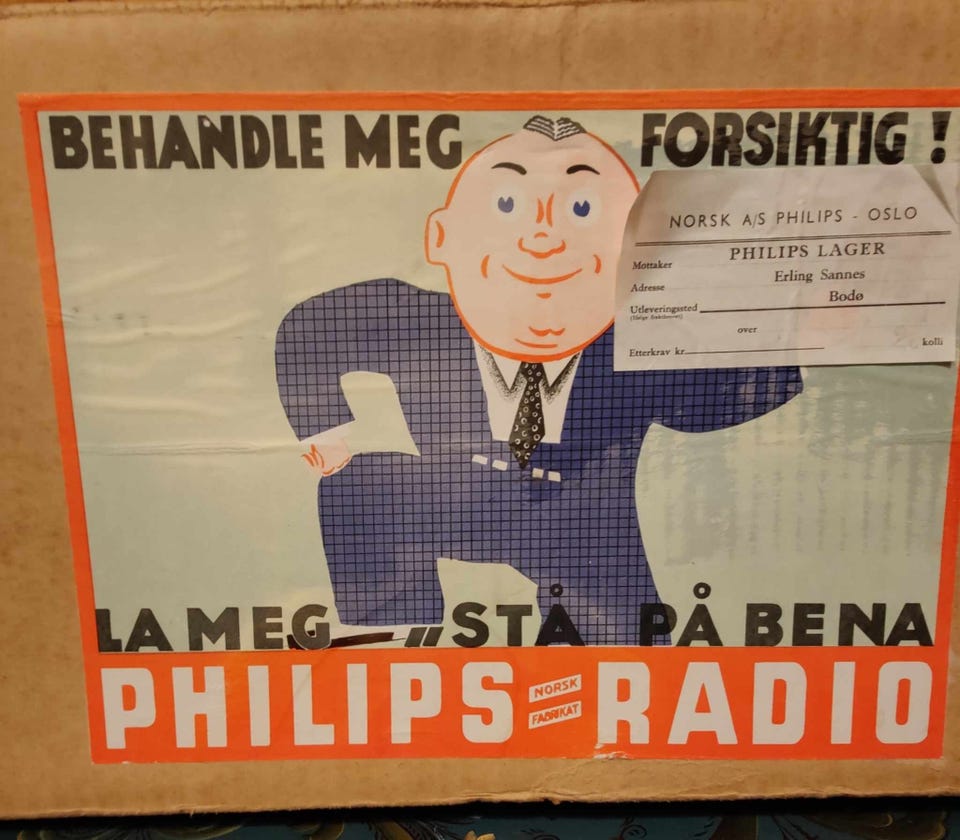 BEHANDLE MEG FORSIKTIG !
NORSK A/S PHILIPS - OSLO
PHILIPS LAGER
Mottaker Erling Sannes
Adresse Bodø
Utleveringssted
over
Etterkrav kr. kolli
LA MEG „STÅ PÅ BENA
PHILIPS NORSK FABRIKAT RADIO